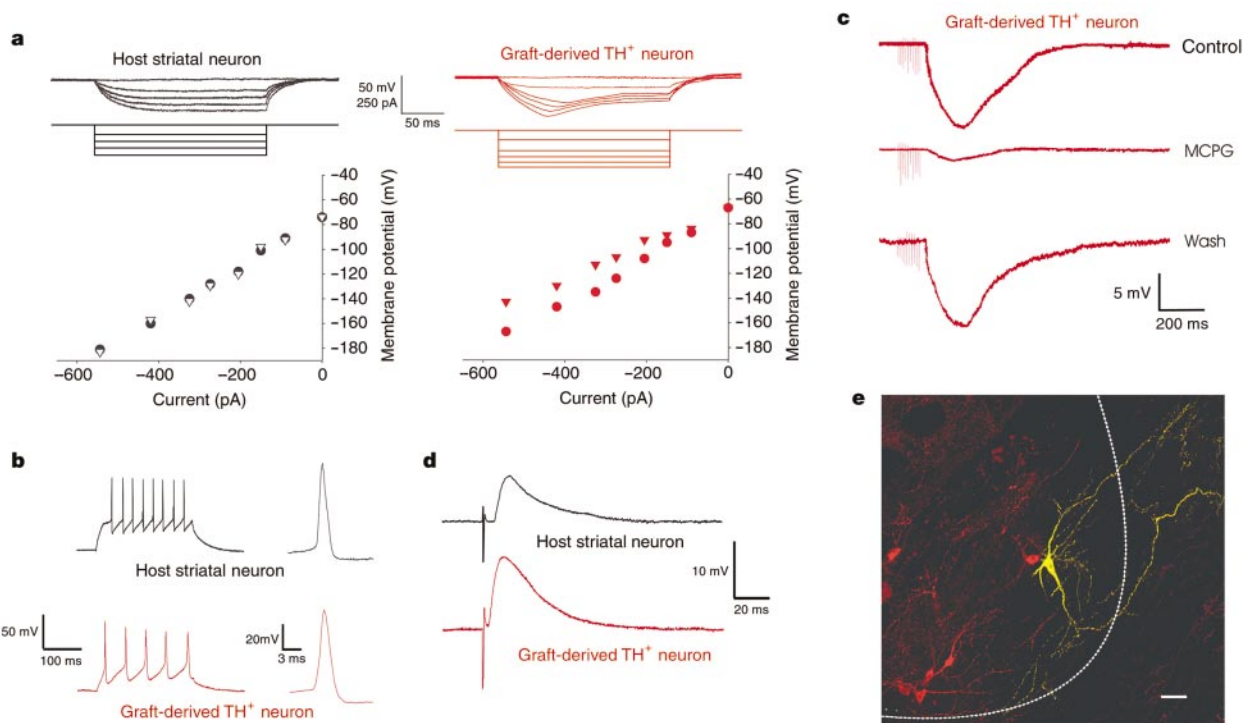 a
Host striatal neuron
50 mV
250 pA
50 ms
Graft-derived TH+ neuron
−40
−60
−80
−100
−120
−140
−160
−180
Membrane potential (mV)
−600
−400
−200
0
Current (pA)
−40
−60
−80
−100
−120
−140
−160
−180
Membrane potential (mV)
−600
−400
−200
0
Current (pA)
b
Host striatal neuron
50 mV
100 ms
20mV
3 ms
Graft-derived TH+ neuron
c
Graft-derived TH+ neuron
Control
MCPG
Wash
5 mV
200 ms
d
Host striatal neuron
10 mV
20 ms
Graft-derived TH+ neuron
e